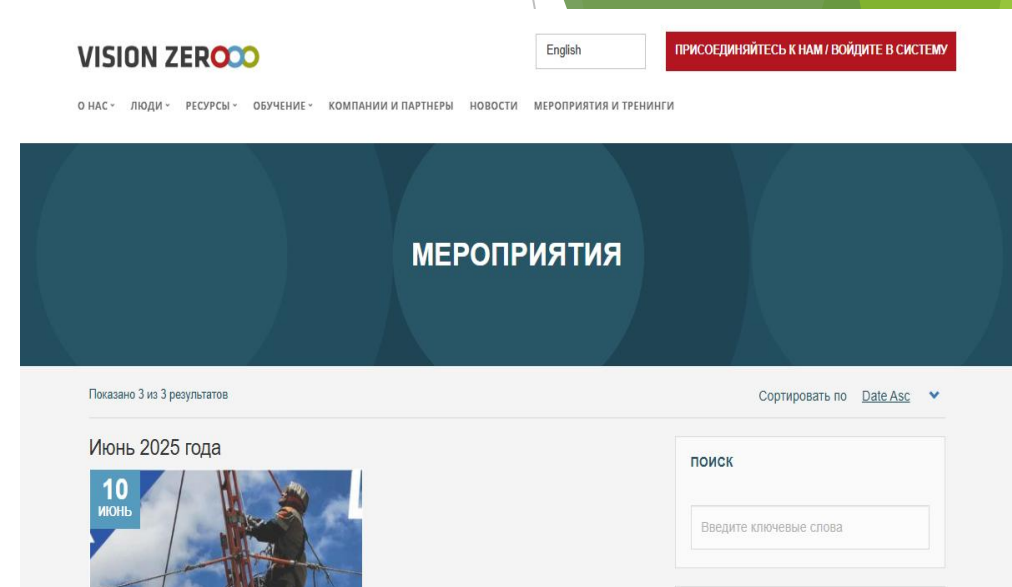 VISION ZERO
English
ПРИСОЕДИНЯЙТЕСЬ К НАМ / ВОЙДИТЕ В СИСТЕМУ
О НАС ЛЮДИ РЕСУРСЫ ОБУЧЕНИЕ КОМПАНИИ И ПАРТНЕРЫ НОВОСТИ МЕРОПРИЯТИЯ И ТРЕНИНГИ
МЕРОПРИЯТИЯ
Показано 3 из 3 результатов
Сортировать по Date Asc
Июнь 2025 года
10
ИЮНЬ
ПОИСК
Введите ключевые слова